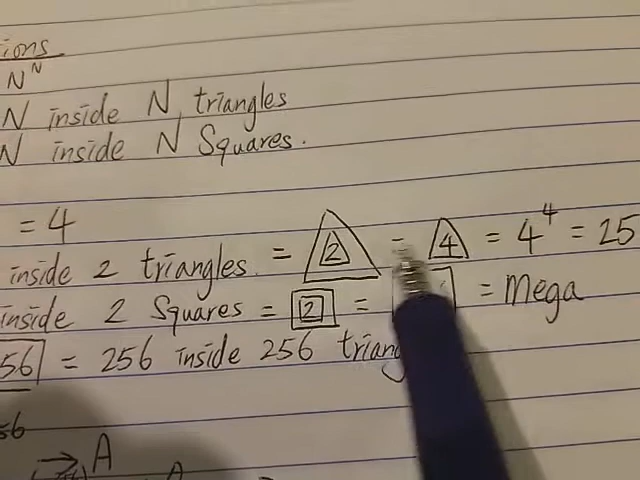 ions
N^N
N inside N triangles
N inside N Squares.
= 4
inside 2 triangles. = 2 = 4 = 4^4 = 25
inside 2 Squares = 2 = = Mega
56 = 256 inside 256 triang
56
→ A
A